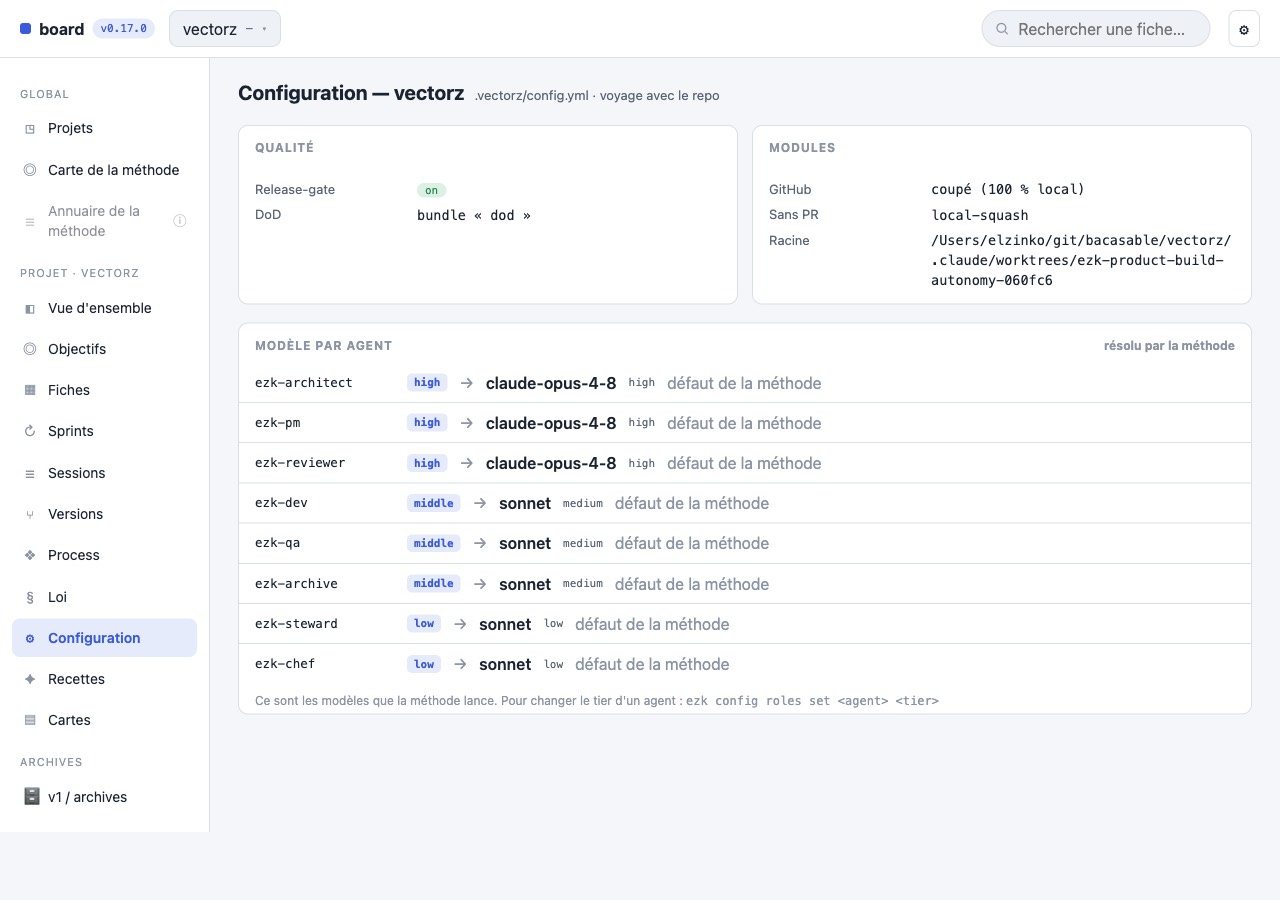 board v0.17.0 vectorz –
Rechercher une fiche...
GLOBAL
Projets
Carte de la méthode
Annuaire de la
méthode
PROJET · VECTORZ
Vue d'ensemble
Objectifs
Fiches
Sprints
Sessions
Versions
Process
§ Loi
Configuration
Recettes
Cartes
ARCHIVES
v1 / archives
Configuration — vectorz .vectorz/config.yml · voyage avec le repo
QUALITÉ
Release-gate on
DoD bundle « dod »
MODULES
GitHub coupé (100 % local)
Sans PR local-squash
Racine /Users/elzinko/git/bacasable/vectorz/
.claude/worktrees/ezk-product-build-
autonomy-060fc6
MODÈLE PAR AGENT résolu par la méthode
ezk-architect high → claude-opus-4-8 high défaut de la méthode
ezk-pm high → claude-opus-4-8 high défaut de la méthode
ezk-reviewer high → claude-opus-4-8 high défaut de la méthode
ezk-dev middle → sonnet medium défaut de la méthode
ezk-qa middle → sonnet medium défaut de la méthode
ezk-archive middle → sonnet medium défaut de la méthode
ezk-steward low → sonnet low défaut de la méthode
ezk-chef low → sonnet low défaut de la méthode
Ce sont les modèles que la méthode lance. Pour changer le tier d'un agent : ezk config roles set <agent> <tier>